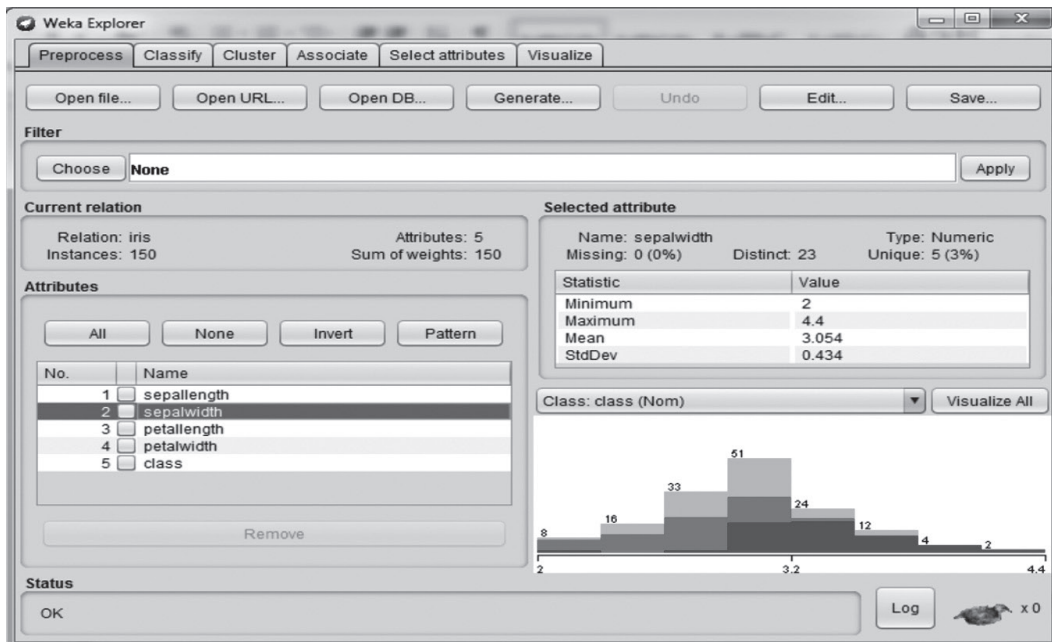 Weka Explorer
Preprocess Classify Cluster Associate Select attributes Visualize
Open file... Open URL... Open DB... Generate... Undo Edit... Save...
Filter
Choose None Apply
Current relation
Relation: iris Attributes: 5
Instances: 150 Sum of weights: 150
Attributes
All None Invert Pattern
No. Name
1 sepallength
2 sepalwidth
3 petallength
4 petalwidth
5 class
Remove
Selected attribute
Name: sepalwidth Type: Numeric
Missing: 0 (0%) Distinct: 23 Unique: 5 (3%)
Statistic Value
Minimum 2
Maximum 4.4
Mean 3.054
StdDev 0.434
Class: class (Nom) Visualize All
8 16 33 51 24 12 4 2
2 3.2 4.4
Status
OK
Log x 0